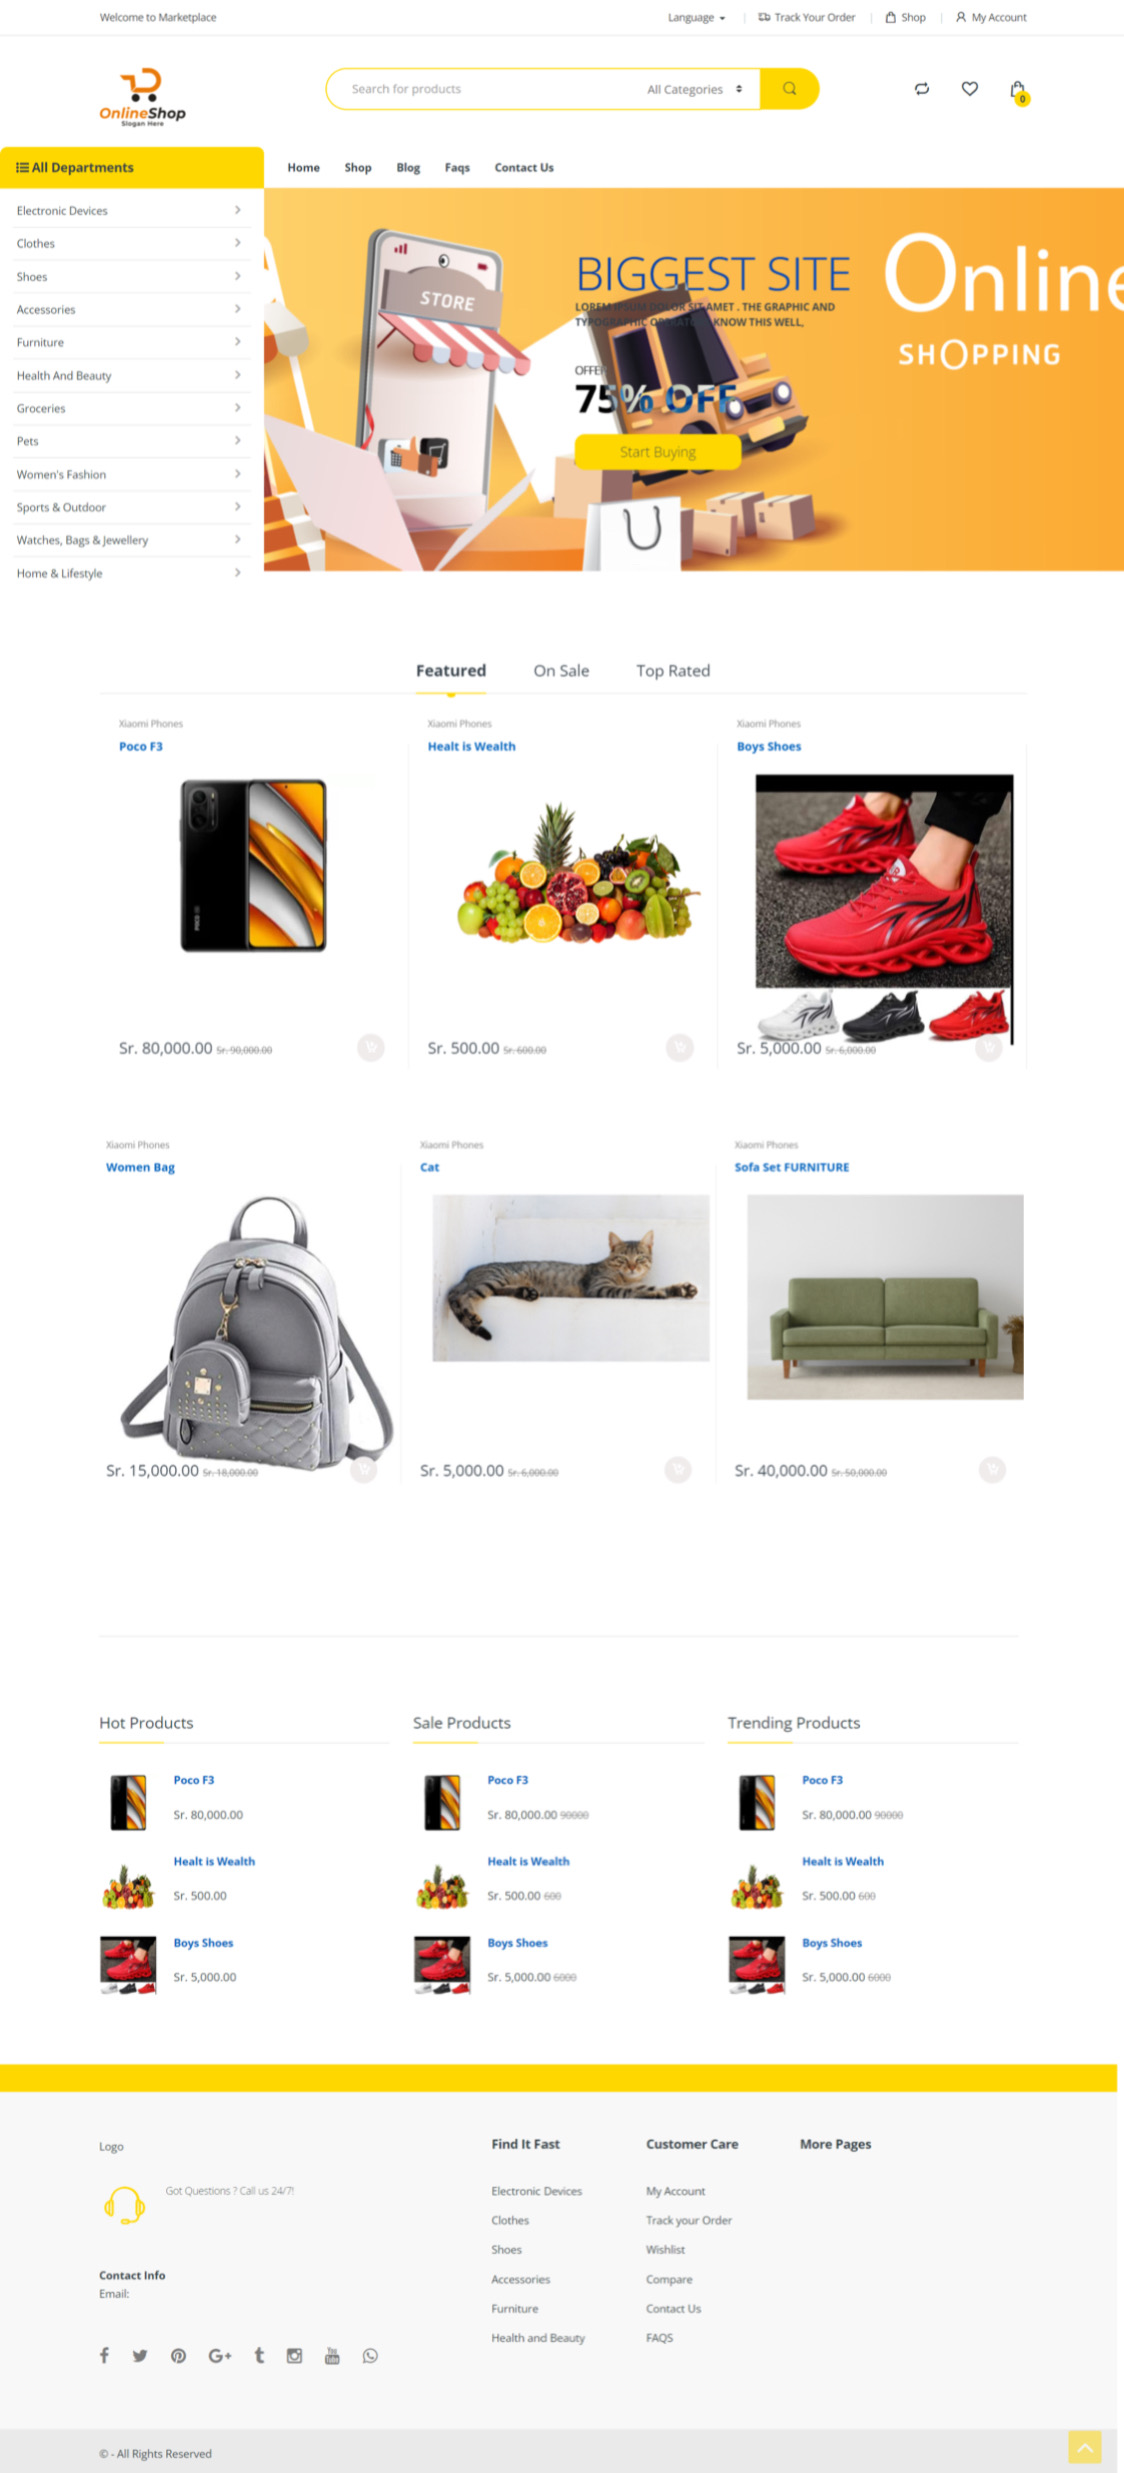 Welcome to Marketplace
Language
Track Your Order
Shop
My Account
OnlineShop
Slogan Here
Search for products
All Categories
0
All Departments
Home
Shop
Blog
Faqs
Contact Us
Electronic Devices
Clothes
Shoes
Accessories
Furniture
Health And Beauty
Groceries
Pets
Women's Fashion
Sports & Outdoor
Watches, Bags & Jewellery
Home & Lifestyle
STORE
BIGGEST SITE
LOREM IPSUM DOLOR SIT AMET . THE GRAPHIC AND
TYPOGRAPHIC OPERATORS KNOW THIS WELL,
OFFER
75% OFF
Start Buying
Online
SHOPPING
Featured
On Sale
Top Rated
Xiaomi Phones
Poco F3
POCO
Sr. 80,000.00 Sr. 90,000.00
Xiaomi Phones
Healt is Wealth
Sr. 500.00 Sr. 600.00
Xiaomi Phones
Boys Shoes
Sr. 5,000.00 Sr. 6,000.00
Xiaomi Phones
Women Bag
Sr. 15,000.00 Sr. 18,000.00
Xiaomi Phones
Cat
Sr. 5,000.00 Sr. 6,000.00
Xiaomi Phones
Sofa Set FURNITURE
Sr. 40,000.00 Sr. 50,000.00
Hot Products
Poco F3
Sr. 80,000.00
Healt is Wealth
Sr. 500.00
Boys Shoes
Sr. 5,000.00
Sale Products
Poco F3
Sr. 80,000.00 90000
Healt is Wealth
Sr. 500.00 600
Boys Shoes
Sr. 5,000.00 6000
Trending Products
Poco F3
Sr. 80,000.00 90000
Healt is Wealth
Sr. 500.00 600
Boys Shoes
Sr. 5,000.00 6000
Logo
Got Questions ? Call us 24/7!
Contact Info
Email:
Find It Fast
Electronic Devices
Clothes
Shoes
Accessories
Furniture
Health and Beauty
Customer Care
My Account
Track your Order
Wishlist
Compare
Contact Us
FAQS
More Pages
© - All Rights Reserved